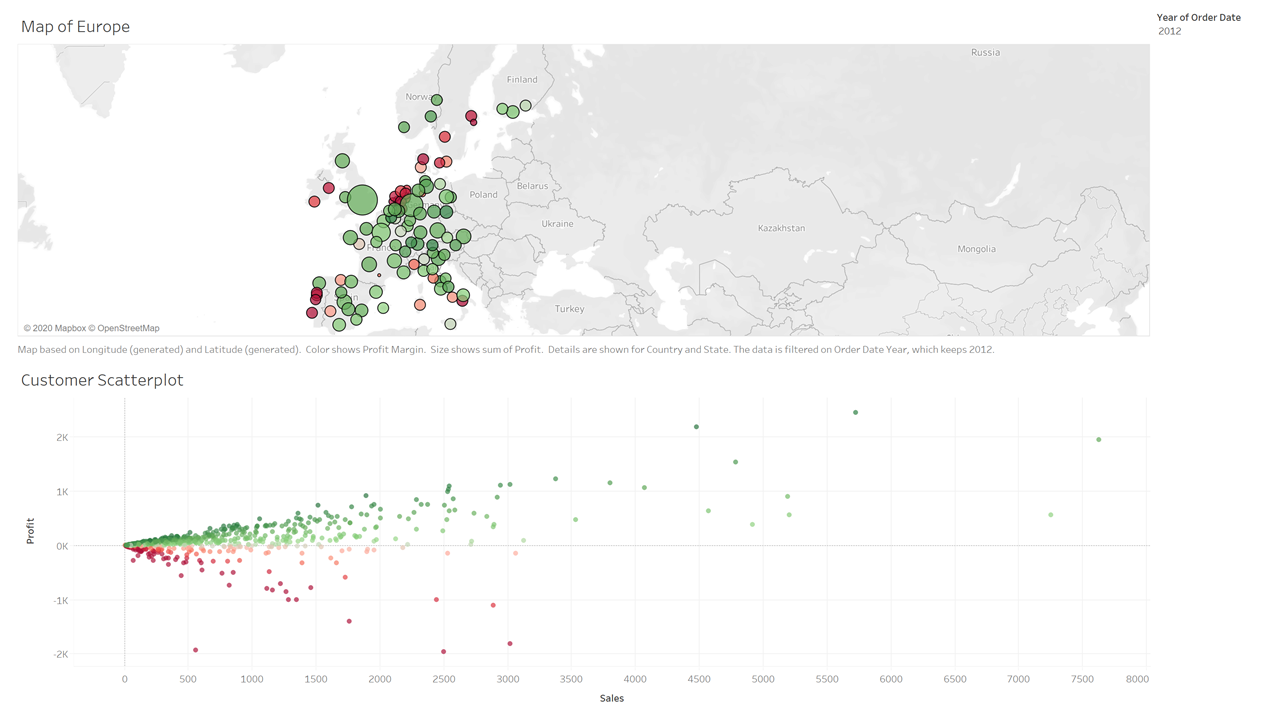 Map of Europe
Year of Order Date
2012
Russia
Finland
Norwa
Poland
Belarus
Ukraine
Kazakhstan
Mongolia
Turkey
© 2020 Mapbox © OpenStreetMap
Map based on Longitude (generated) and Latitude (generated). Color shows Profit Margin. Size shows sum of Profit. Details are shown for Country and State. The data is filtered on Order Date Year, which keeps 2012.
Customer Scatterplot
Profit
2K
1K
0K
-1K
-2K
0 500 1000 1500 2000 2500 3000 3500 4000 4500 5000 5500 6000 6500 7000 7500 8000
Sales